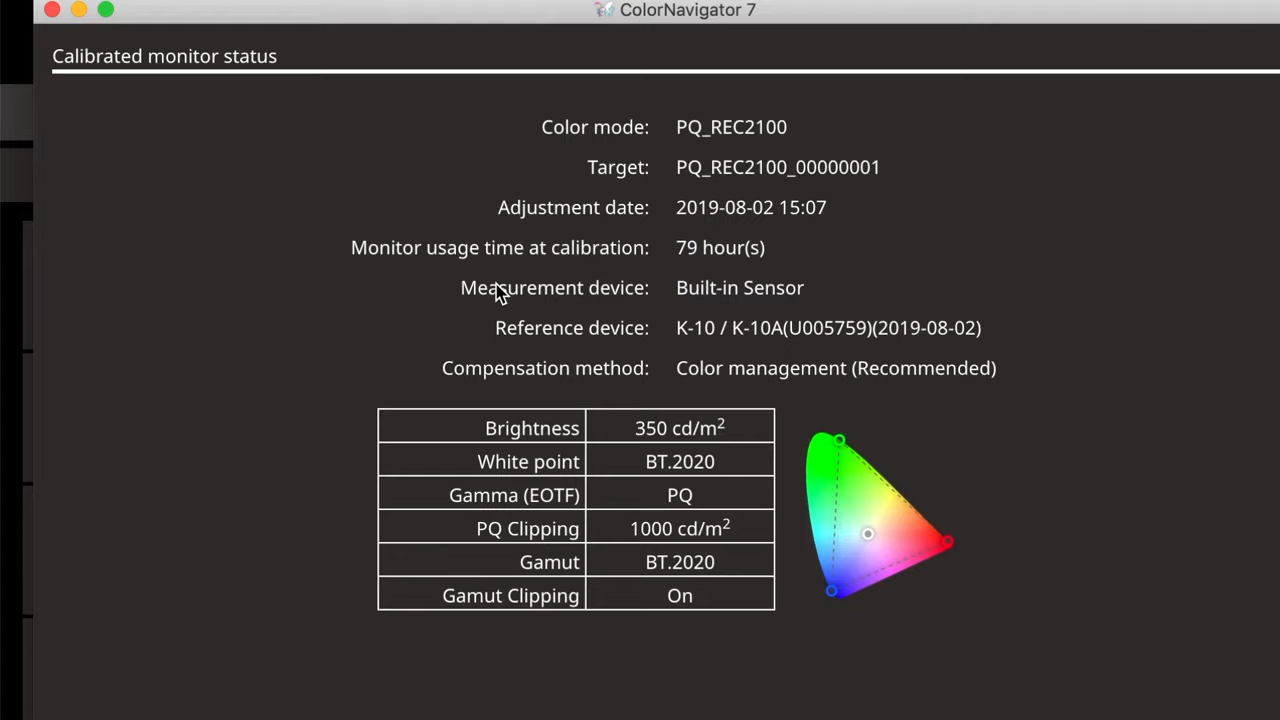 ColorNavigator 7
Calibrated monitor status
Color mode: PQ_REC2100
Target: PQ_REC2100_00000001
Adjustment date: 2019-08-02 15:07
Monitor usage time at calibration: 79 hour(s)
Measurement device: Built-in Sensor
Reference device: K-10 / K-10A(U005759)(2019-08-02)
Compensation method: Color management (Recommended)
Brightness 350 cd/m²
White point BT.2020
Gamma (EOTF) PQ
PQ Clipping 1000 cd/m²
Gamut BT.2020
Gamut Clipping On